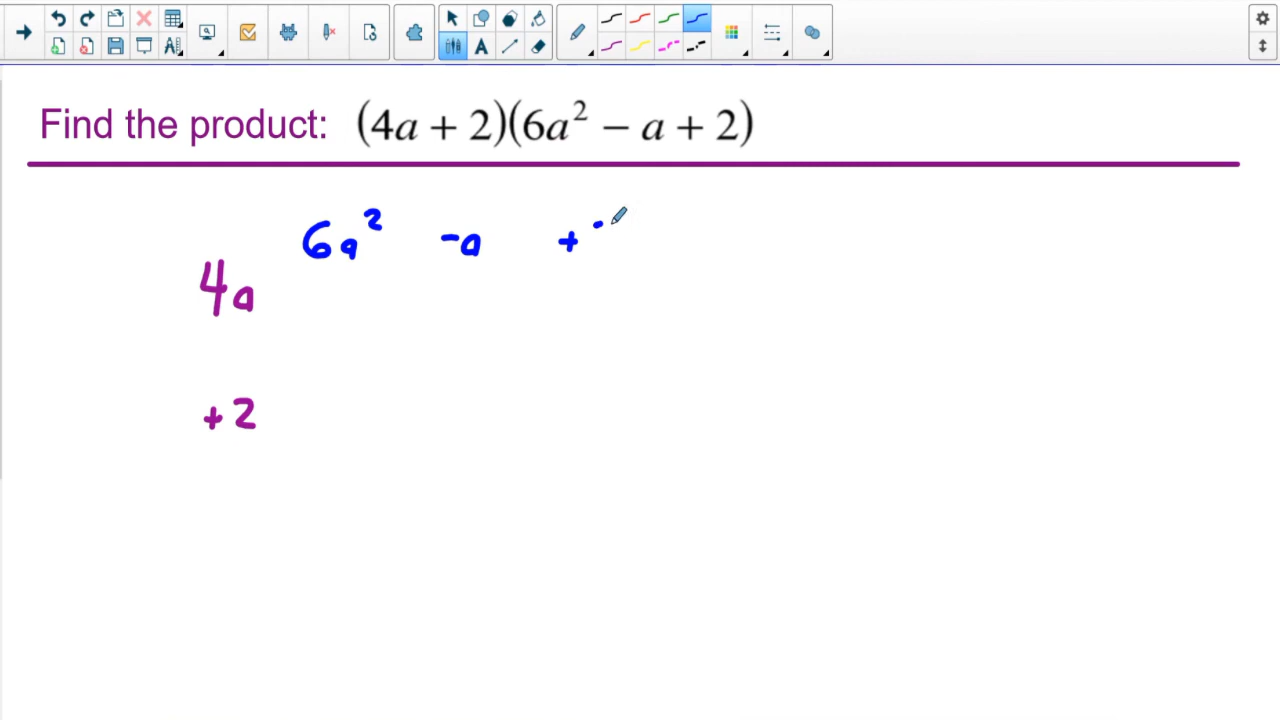 Find the product: (4a + 2)(6a² − a + 2)
6a² -a +
4a
+2